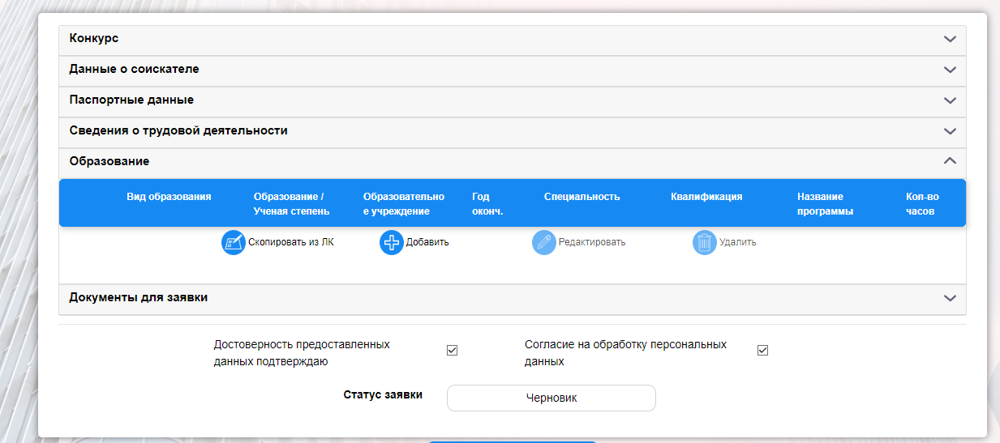 Конкурс
Данные о соискателе
Паспортные данные
Сведения о трудовой деятельности
Образование
Вид образования
Образование /
Ученая степень
Образовательно
е учреждение
Год
оконч.
Специальность
Квалификация
Название
программы
Кол-во
часов
Скопировать из ЛК
Добавить
Редактировать
Удалить
Документы для заявки
Достоверность предоставленных
данных подтверждаю
Согласие на обработку персональных
данных
Статус заявки
Черновик